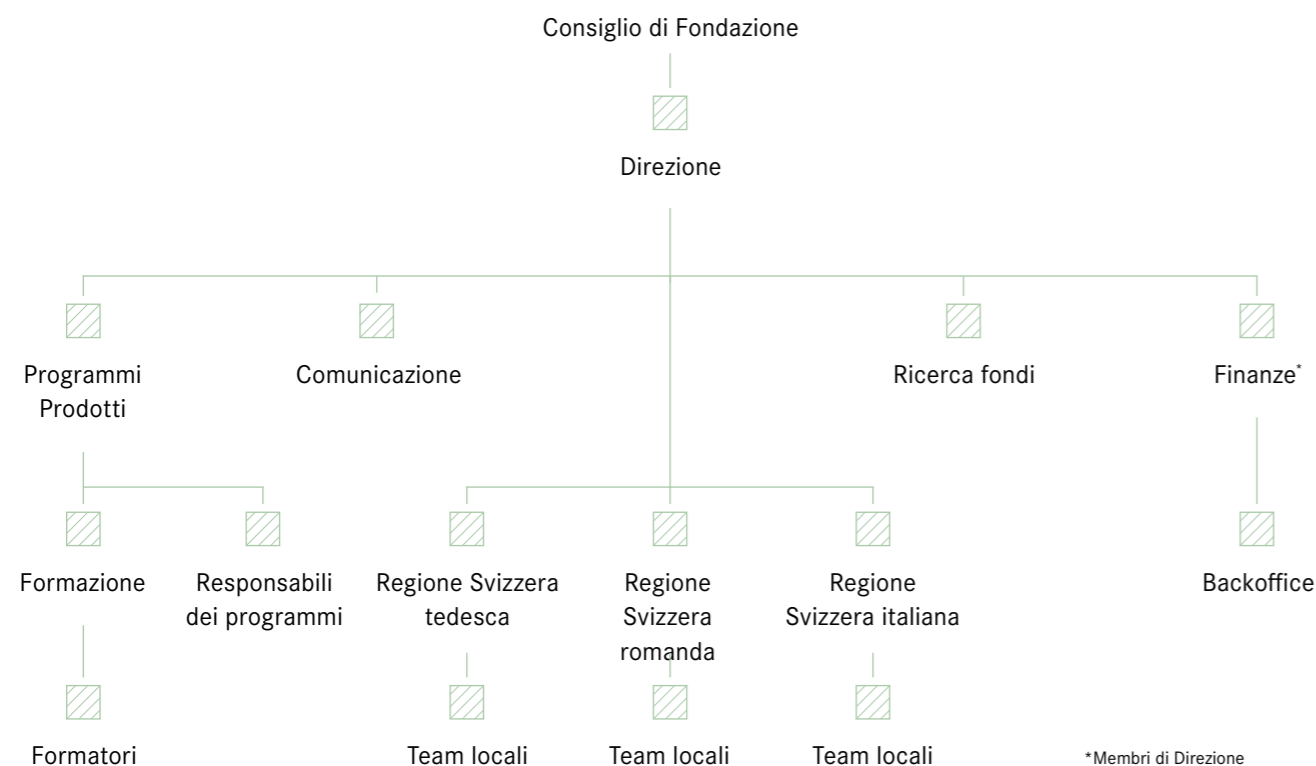 Consiglio di Fondazione
Direzione
Programmi
Prodotti
Comunicazione
Ricerca fondi
Finanze*
Formazione
Responsabili
dei programmi
Regione Svizzera
tedesca
Regione
Svizzera
romanda
Regione
Svizzera italiana
Backoffice
Formatori
Team locali
Team locali
Team locali
*Membri di Direzione